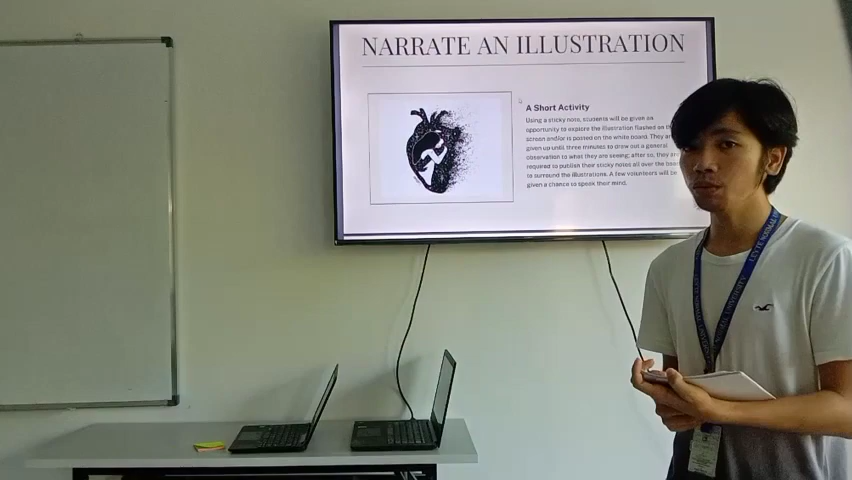 NARRATE AN ILLUSTRATION
A Short Activity
Using a sticky note, students will be given an
opportunity to explore the illustration flashed on
screen and/or is posted on the white board. They are
given up until three minutes to draw out a general
observation to what they are seeing; after so, they are
required to publish their sticky notes all over the
to surround the illustrations. A few volunteers will be
given a chance to speak their mind.
LEYTE NORMAL